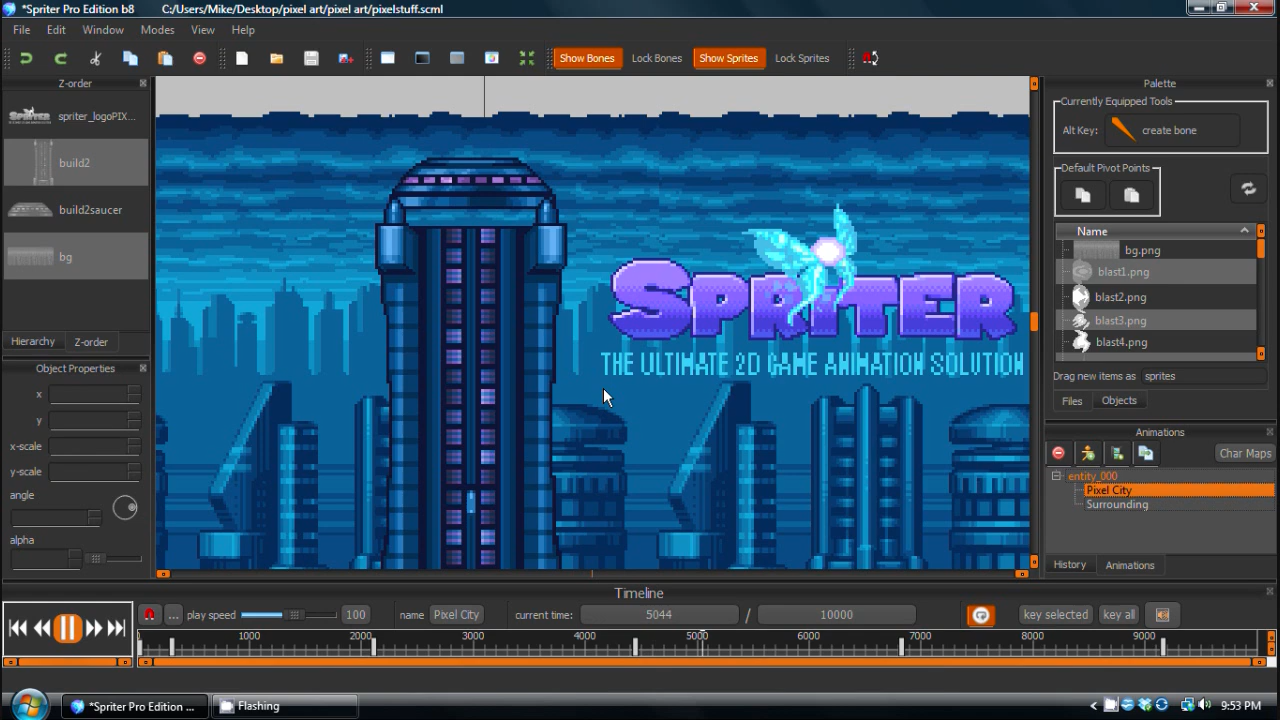 *Spriter Pro Edition b8 C:/Users/Mike/Desktop/pixel art/pixel art/pixelstuff.scml
File Edit Window Modes View Help
Show Bones Lock Bones Show Sprites Lock Sprites
Z-order
spriter_logoPIX...
build2
build2saucer
bg
Hierarchy Z-order
Object Properties
x
y
x-scale
y-scale
angle
alpha
SPRITER
THE ULTIMATE 2D GAME ANIMATION SOLUTION
Palette
Currently Equipped Tools
Alt Key: create bone
Default Pivot Points
Name
bg.png
blast1.png
blast2.png
blast3.png
blast4.png
Drag new items as sprites
Files Objects
Animations
Char Maps
entity_000
Pixel City
Surrounding
History Animations
Timeline
... play speed 100 name Pixel City current time: 5044 / 10000 key selected key all
1000 2000 3000 4000 5000 6000 7000 8000 9000
*Spriter Pro Edition ... Flashing 9:53 PM